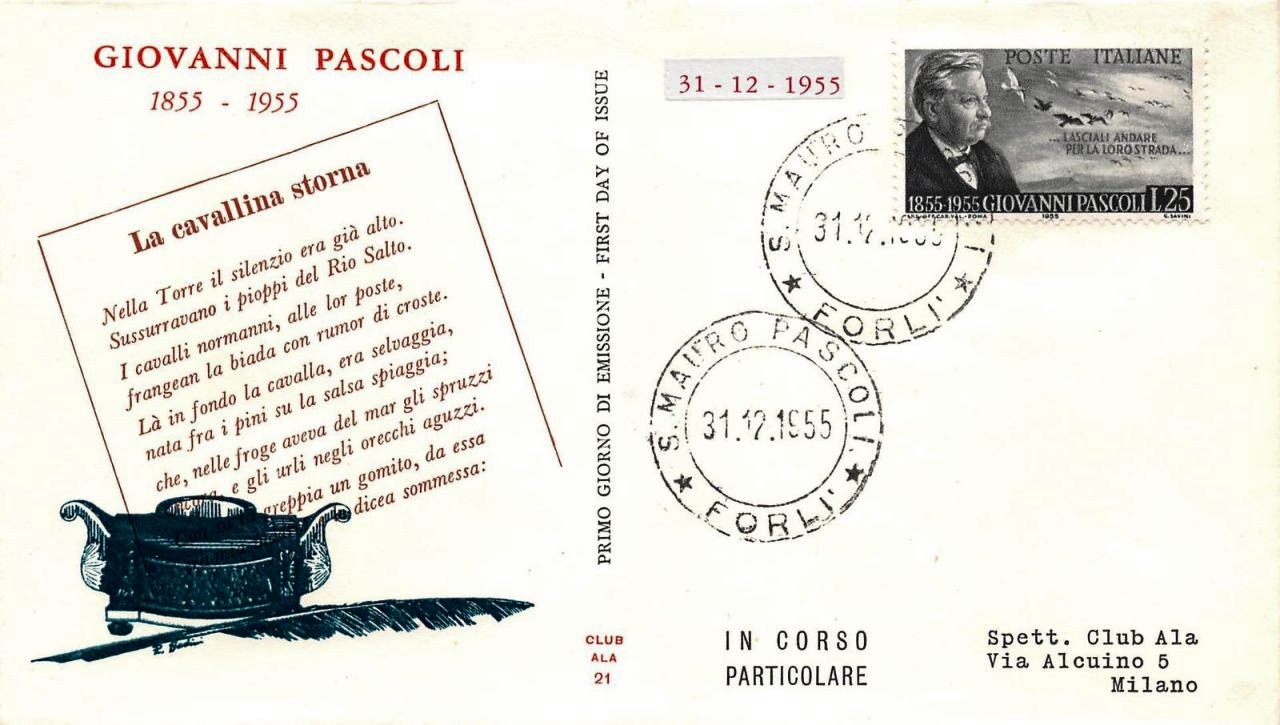 GIOVANNI PASCOLI
1855 - 1955
La cavallina storna
Nella Torre il silenzio era già alto.
Sussurravano i pioppi del Rio Salto.
I cavalli normanni, alle lor poste,
frangean la biada con rumor di croste.
Là in fondo la cavalla, era selvaggia,
nata fra i pini su la salsa spiaggia;
che, nelle froge aveva del mar gli spruzzi
e gli urli negli orecchi aguzzi.
greppia un gomito, da essa
dicea sommessa:
PRIMO GIORNO DI EMISSIONE - FIRST DAY OF ISSUE
CLUB
ALA
21
31 - 12 - 1955
POSTE ITALIANE
... LASCIALI ANDARE
PER LA LORO STRADA...
1855-1955 GIOVANNI PASCOLI L.25
1955
S. MAURO
31.12.1955
FORLI'
S. MAURO PASCOLI.
31.12.1955
FORLI'
IN CORSO
PARTICOLARE
Spett. Club Ala
Via Alcuino 5
Milano